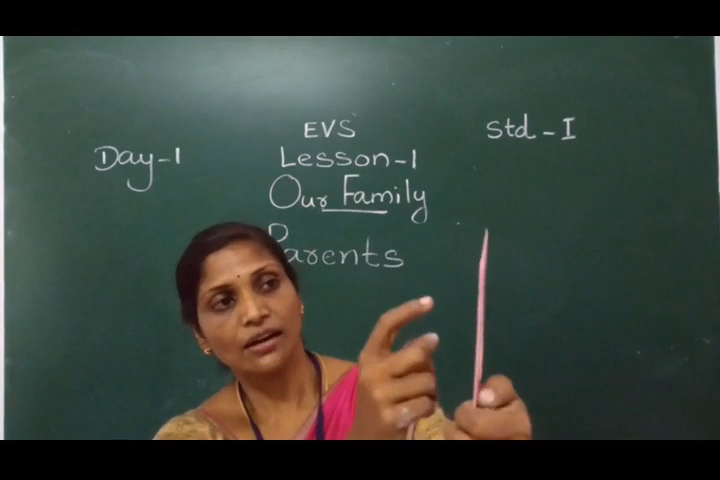 EVS
Std - I
Day - 1
Lesson - 1
Our Family
Parents